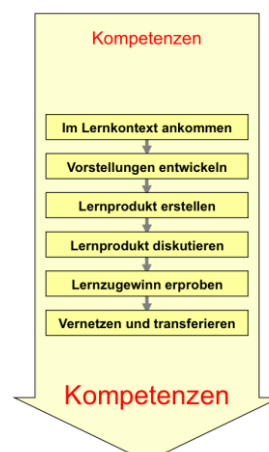 Kompetenzen
Im Lernkontext ankommen
Vorstellungen entwickeln
Lernprodukt erstellen
Lernprodukt diskutieren
Lernzugewinn erproben
Vernetzen und transferieren
Kompetenzen